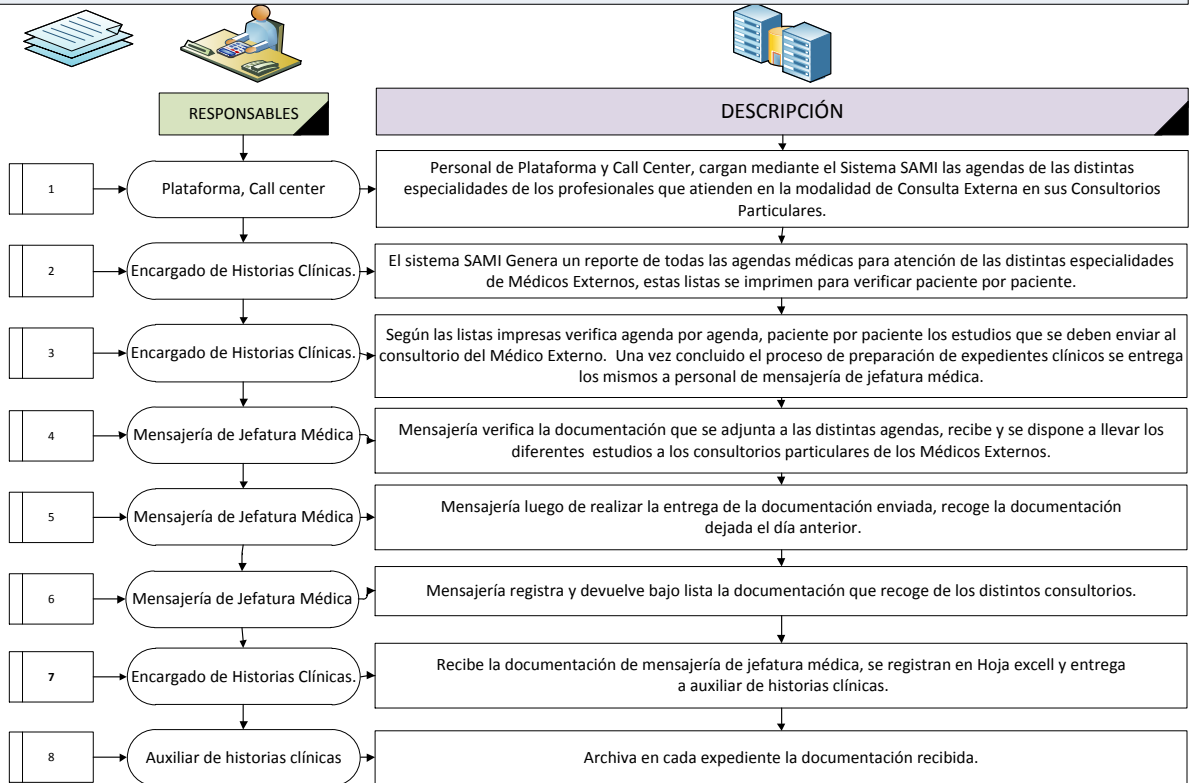 RESPONSABLES
DESCRIPCIÓN
1
Plataforma, Call center
Personal de Plataforma y Call Center, cargan mediante el Sistema SAMI las agendas de las distintas
especialidades de los profesionales que atienden en la modalidad de Consulta Externa en sus Consultorios
Particulares.
2
Encargado de Historias Clínicas.
El sistema SAMI Genera un reporte de todas las agendas médicas para atención de las distintas especialidades
de Médicos Externos, estas listas se imprimen para verificar paciente por paciente.
3
Encargado de Historias Clínicas.
Según las listas impresas verifica agenda por agenda, paciente por paciente los estudios que se deben enviar al
consultorio del Médico Externo. Una vez concluido el proceso de preparación de expedientes clínicos se entrega
los mismos a personal de mensajería de jefatura médica.
4
Mensajería de Jefatura Médica
Mensajería verifica la documentación que se adjunta a las distintas agendas, recibe y se dispone a llevar los
diferentes estudios a los consultorios particulares de los Médicos Externos.
5
Mensajería de Jefatura Médica
Mensajería luego de realizar la entrega de la documentación enviada, recoge la documentación
dejada el día anterior.
6
Mensajería de Jefatura Médica
Mensajería registra y devuelve bajo lista la documentación que recoge de los distintos consultorios.
7
Encargado de Historias Clínicas.
Recibe la documentación de mensajería de jefatura médica, se registran en Hoja excell y entrega
a auxiliar de historias clínicas.
8
Auxiliar de historias clínicas
Archiva en cada expediente la documentación recibida.